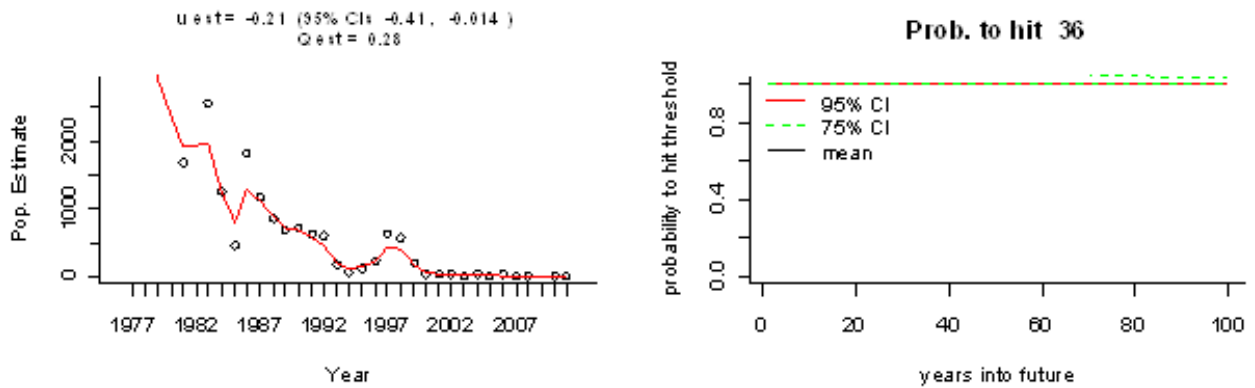 u est= -0.21 (95% CIs -0.41, -0.014 )
Q est= 0.28
Pop. Estimate
2000
1000
0
1977 1982 1987 1992 1997 2002 2007
Year
Prob. to hit 36
probability to hit threshold
0.8
0.4
0.0
95% CI
75% CI
mean
0 20 40 60 80 100
years into future